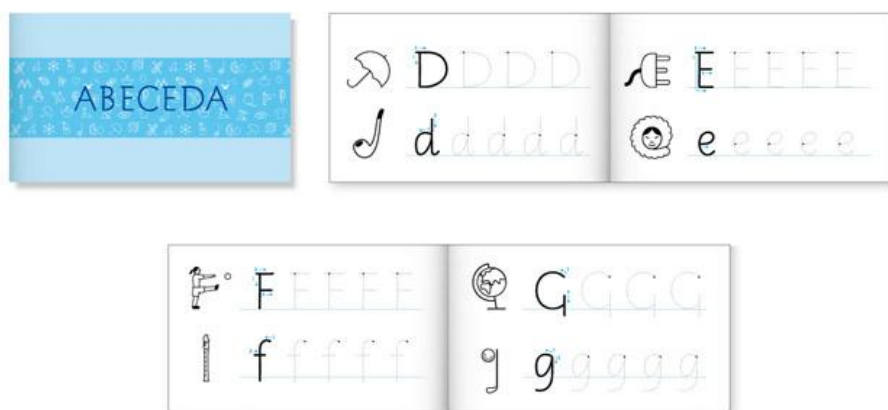 ABECEDA
D D D D
d d d d d
E E E E E
e e e e e
F F F F F
f f f f f
G G G G
g g g g g